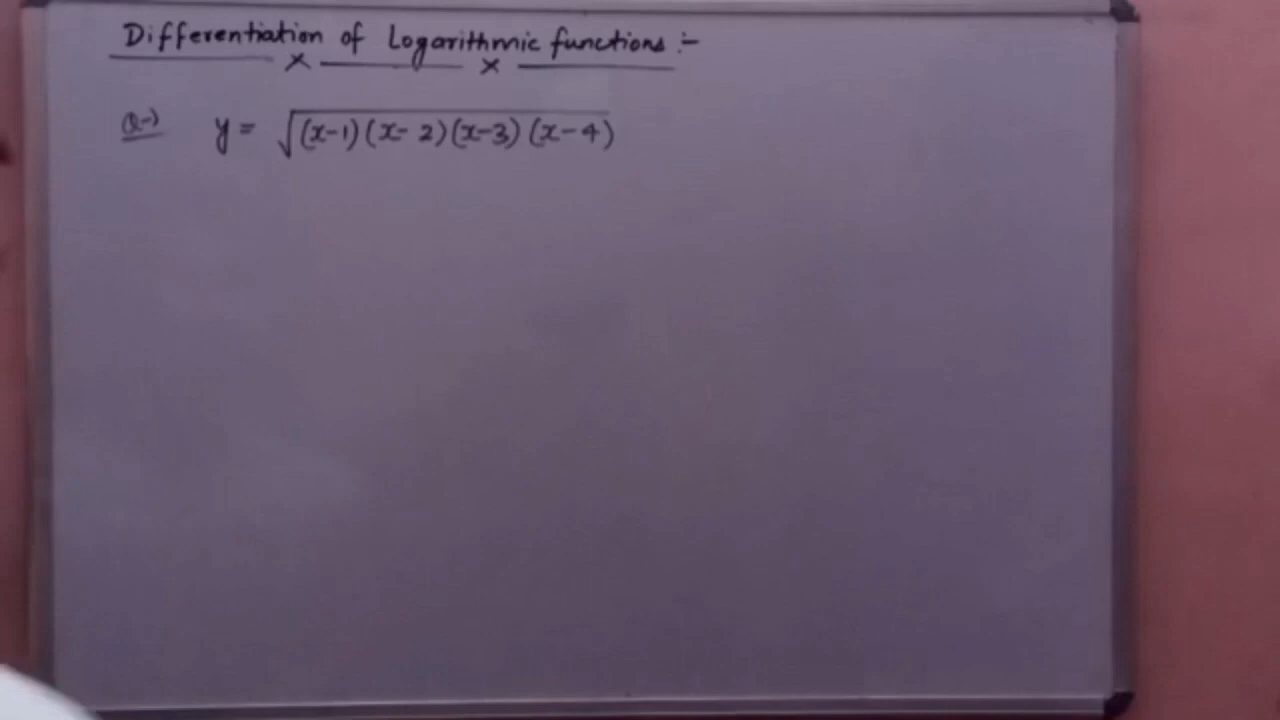 Differentiation of Logarithmic functions :-
Q→ y = √(x-1)(x-2)(x-3)(x-4)